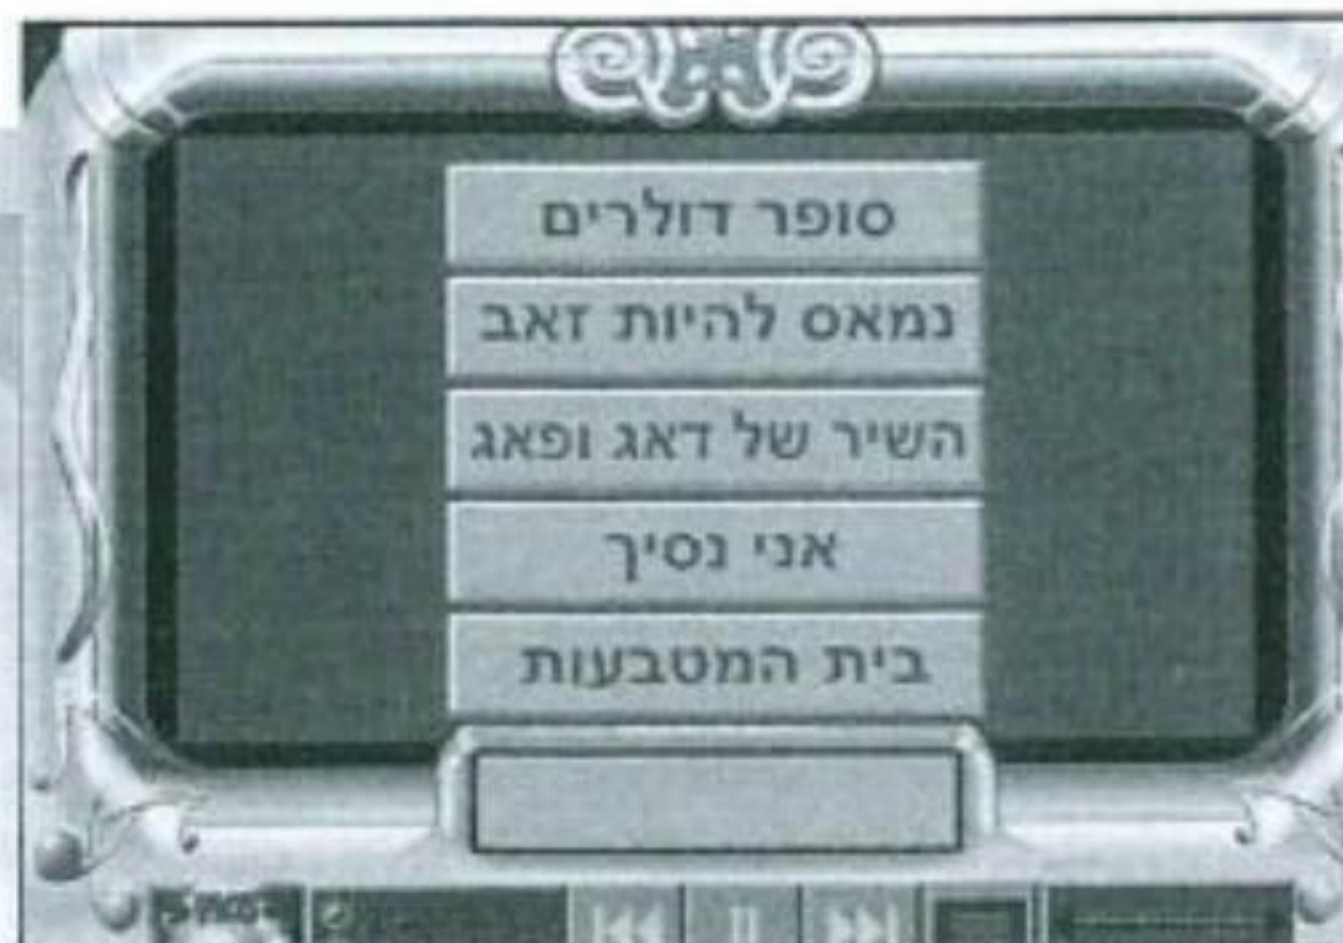 סופר דולרים
נמאס להיות זאב
השיר של דאג ופאג
אני נסיך
בית המטבעות